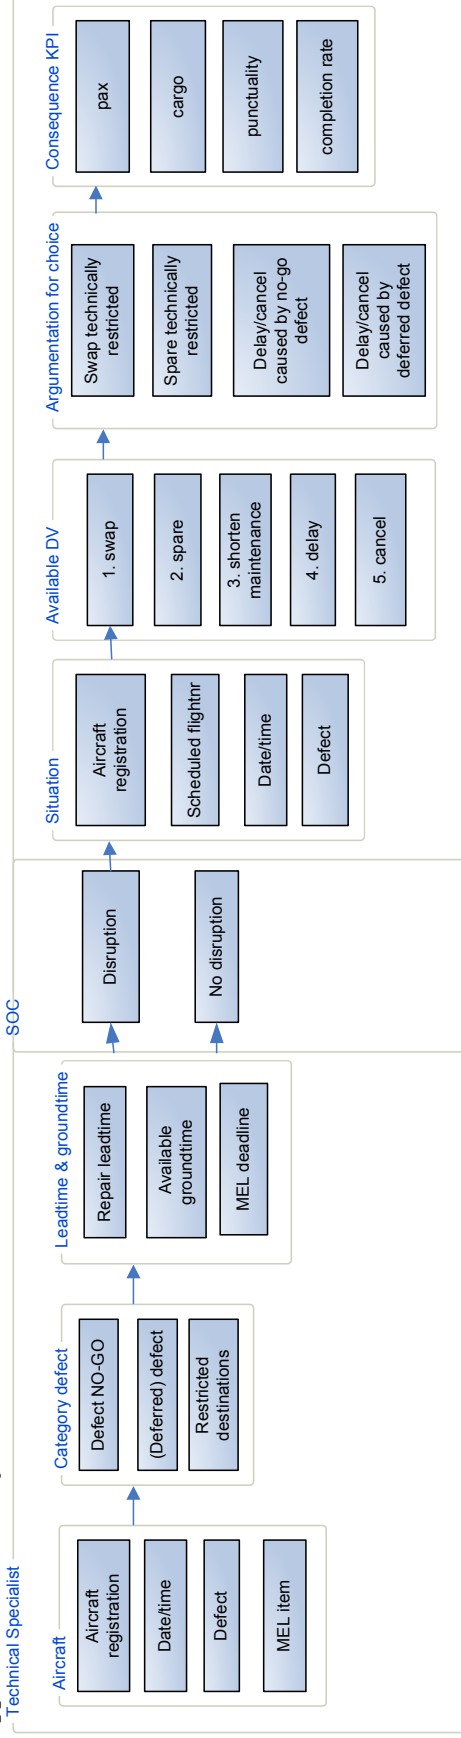 Technical Specialist
Aircraft
Aircraft
registration
Date/time
Defect
MEL item
Category defect
Defect NO-GO
(Deferred) defect
Restricted
destinations
Leadtime & groundtime
Repair leadtime
Available
groundtime
MEL deadline
SOC
Disruption
No disruption
Situation
Aircraft
registration
Scheduled flightnr
Date/time
Defect
Available DV
1. swap
2. spare
3. shorten
maintenance
4. delay
5. cancel
Argumentation for choice
Swap technically
restricted
Spare technically
restricted
Delay/cancel
caused by no-go
defect
Delay/cancel
caused by
deferred defect
Consequence KPI
pax
cargo
punctuality
completion rate